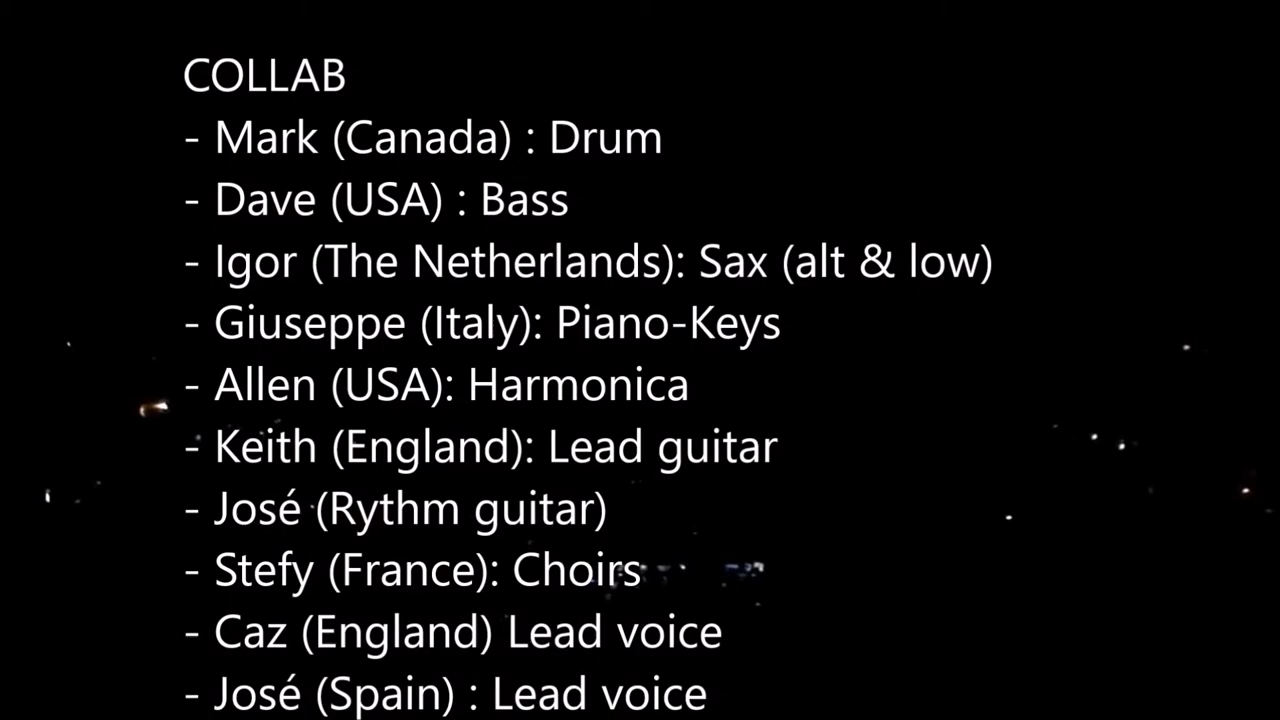 COLLAB
- Mark (Canada) : Drum
- Dave (USA) : Bass
- Igor (The Netherlands): Sax (alt & low)
- Giuseppe (Italy): Piano-Keys
- Allen (USA): Harmonica
- Keith (England): Lead guitar
- José (Rythm guitar)
- Stefy (France): Choirs
- Caz (England) Lead voice
- José (Spain) : Lead voice